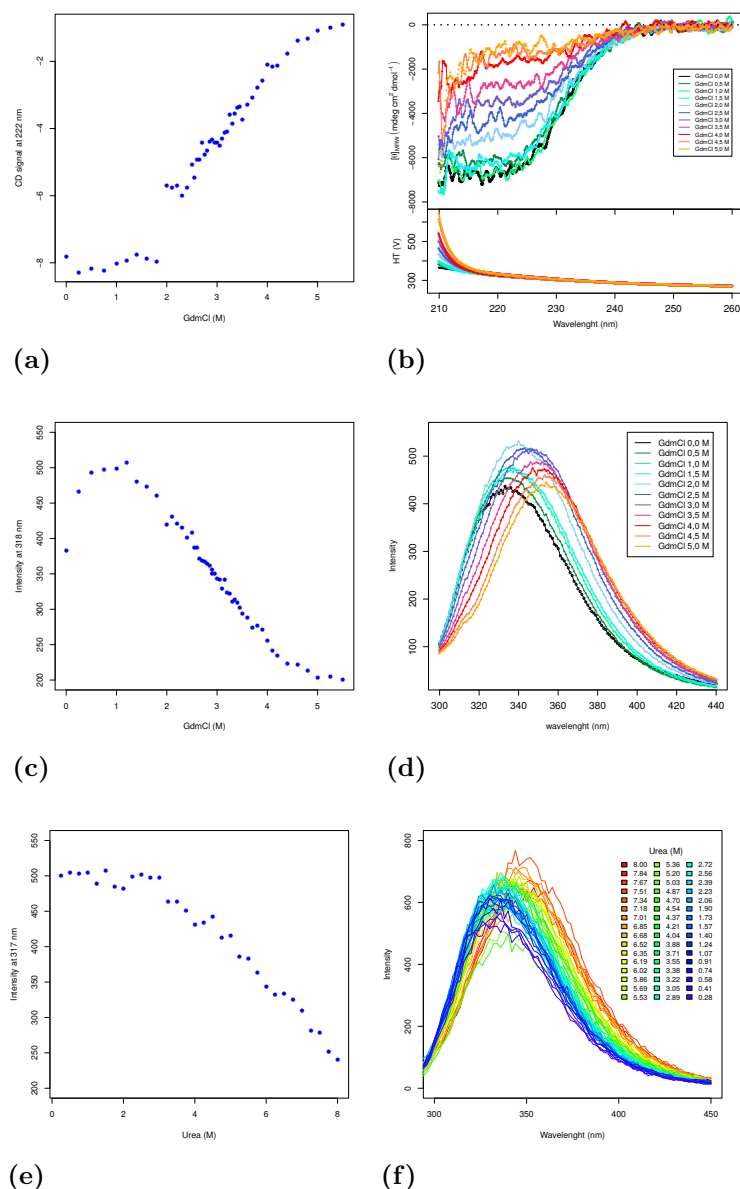 -2
-4
-6
-8
CD signal at 222 nm
0 1 2 3 4 5
GdmCl (M)
(a)
0
-2000
-4000
-6000
-8000
[θ]MRW (mdeg cm² dmol⁻¹)
GdmCl 0,0 M
GdmCl 0,5 M
GdmCl 1,0 M
GdmCl 1,5 M
GdmCl 2,0 M
GdmCl 2,5 M
GdmCl 3,0 M
GdmCl 3,5 M
GdmCl 4,0 M
GdmCl 4,5 M
GdmCl 5,0 M
500
300
HT (V)
210 220 230 240 250 260
Wavelenght (nm)
(b)
550
500
450
400
350
300
250
200
Intensity at 318 nm
0 1 2 3 4 5
GdmCl (M)
(c)
500
400
300
200
100
Intensity
GdmCl 0,0 M
GdmCl 0,5 M
GdmCl 1,0 M
GdmCl 1,5 M
GdmCl 2,0 M
GdmCl 2,5 M
GdmCl 3,0 M
GdmCl 3,5 M
GdmCl 4,0 M
GdmCl 4,5 M
GdmCl 5,0 M
300 320 340 360 380 400 420 440
wavelenght (nm)
(d)
550
500
450
400
350
300
250
200
Intensity at 317 nm
0 2 4 6 8
Urea (M)
(e)
800
600
400
200
0
Intensity
Urea (M)
8.00 5.36 2.72
7.84 5.20 2.56
7.67 5.03 2.39
7.51 4.87 2.23
7.34 4.70 2.06
7.18 4.54 1.90
7.01 4.37 1.73
6.85 4.21 1.57
6.68 4.04 1.40
6.52 3.88 1.24
6.35 3.71 1.07
6.19 3.55 0.91
6.02 3.38 0.74
5.86 3.22 0.58
5.69 3.05 0.41
5.53 2.89 0.28
300 350 400 450
Wavelenght (nm)
(f)